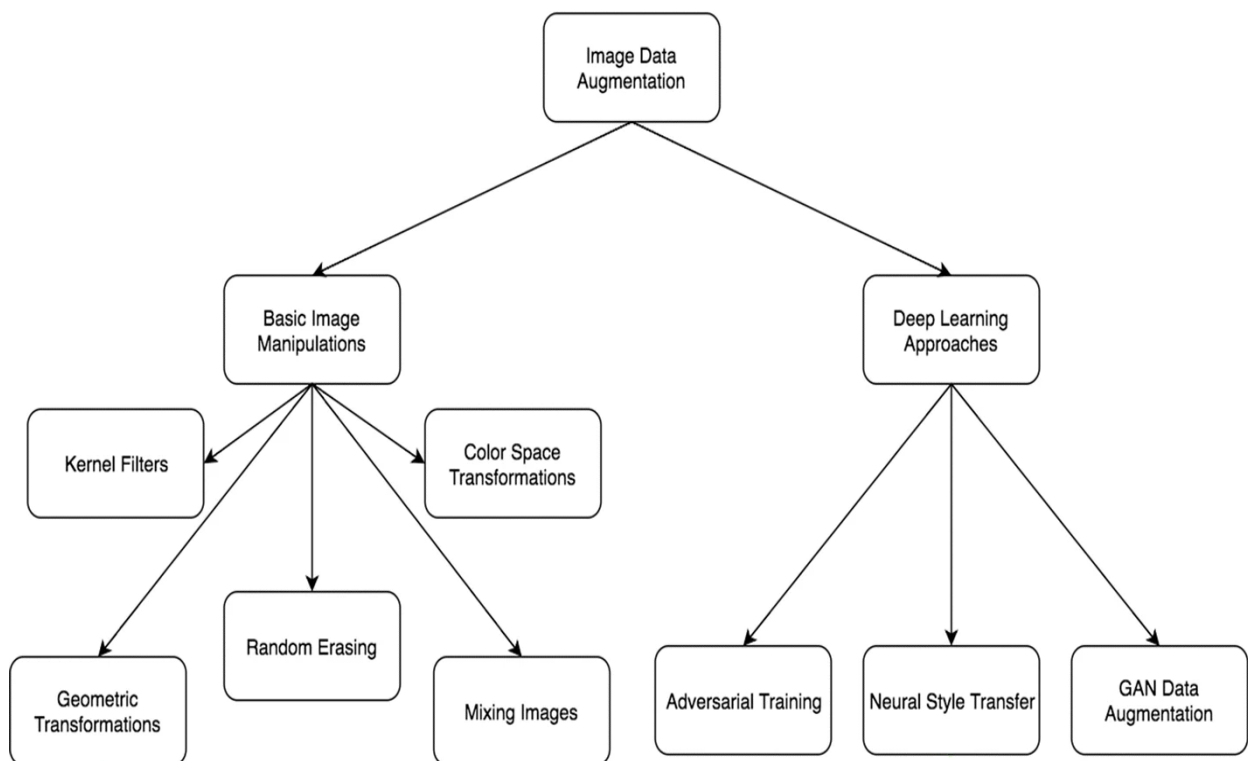 Image Data
Augmentation
Basic Image
Manipulations
Deep Learning
Approaches
Kernel Filters
Color Space
Transformations
Geometric
Transformations
Random Erasing
Mixing Images
Adversarial Training
Neural Style Transfer
GAN Data
Augmentation